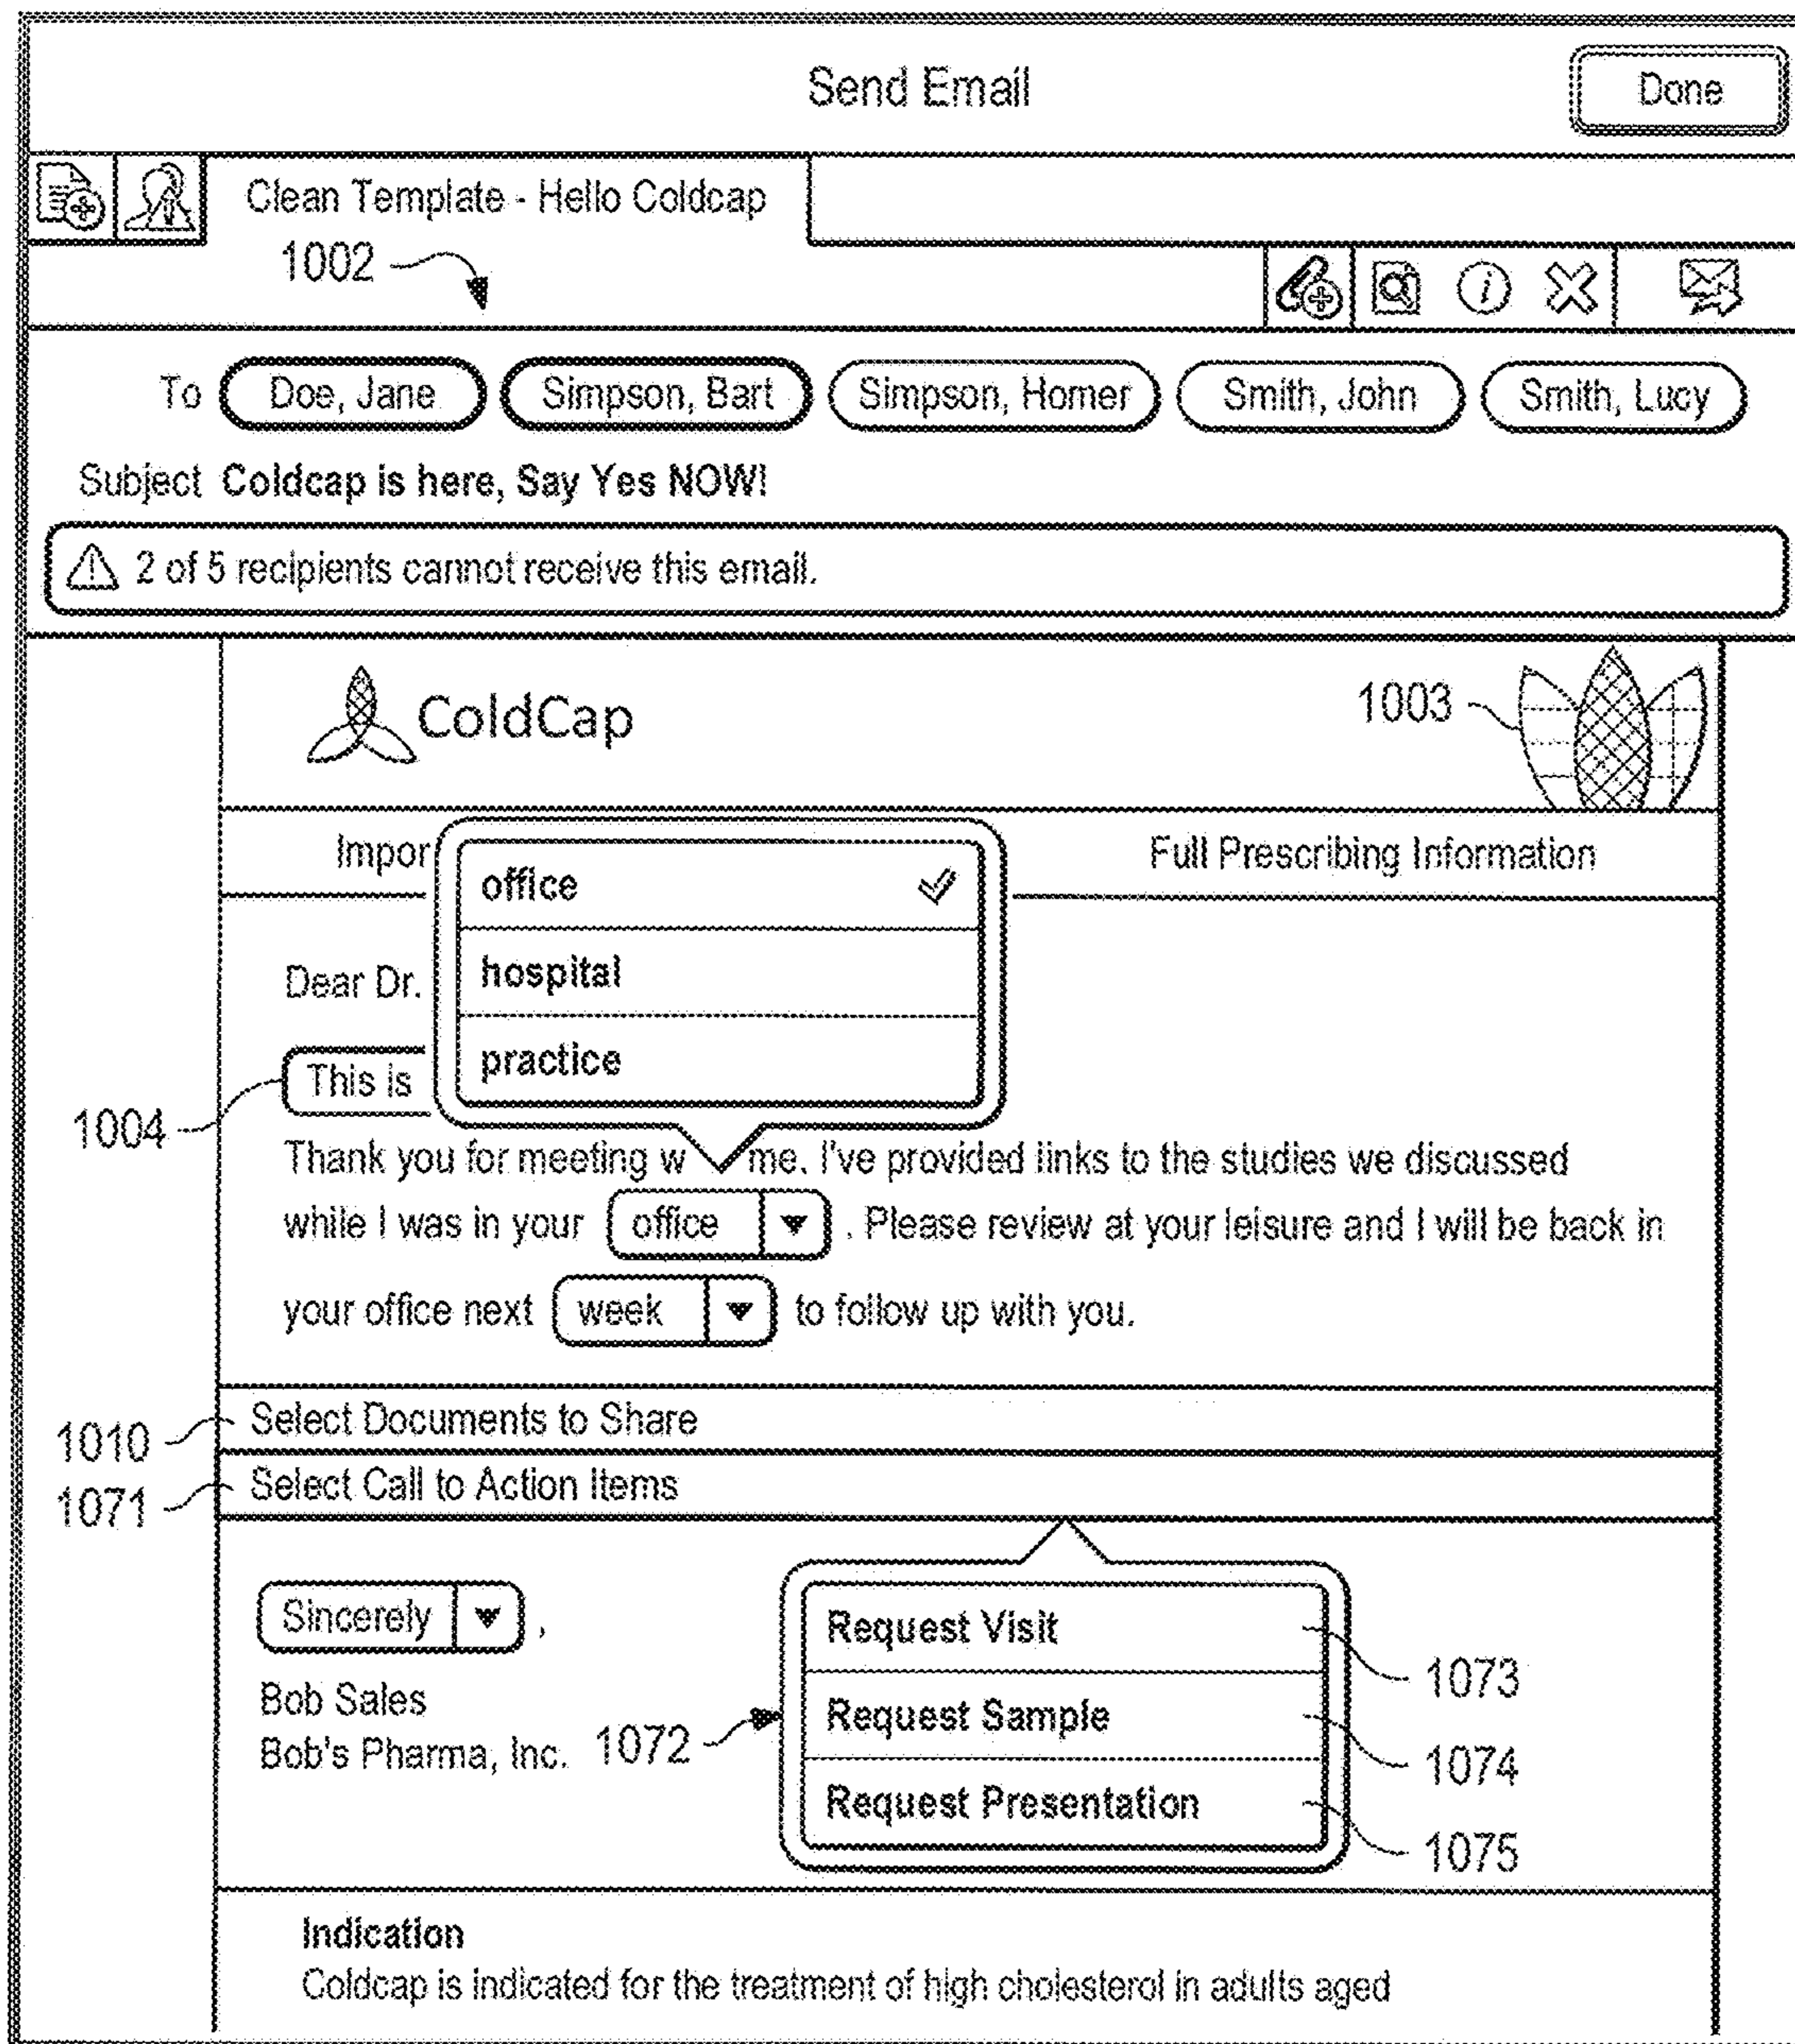 Send Email
Done
Clean Template - Hello Coldcap
1002
To Doe, Jane Simpson, Bart Simpson, Homer Smith, John Smith, Lucy
Subject Coldcap is here, Say Yes NOW!
2 of 5 recipients cannot receive this email.
ColdCap
1003
Impor
Full Prescribing Information
office
hospital
practice
Dear Dr.
This is
1004
Thank you for meeting w me. I've provided links to the studies we discussed
while I was in your office . Please review at your leisure and I will be back in
your office next week to follow up with you.
1010 Select Documents to Share
1071 Select Call to Action Items
Sincerely ,
Bob Sales
Bob's Pharma, Inc.
1072
Request Visit
1073
Request Sample
1074
Request Presentation
1075
Indication
Coldcap is indicated for the treatment of high cholesterol in adults aged